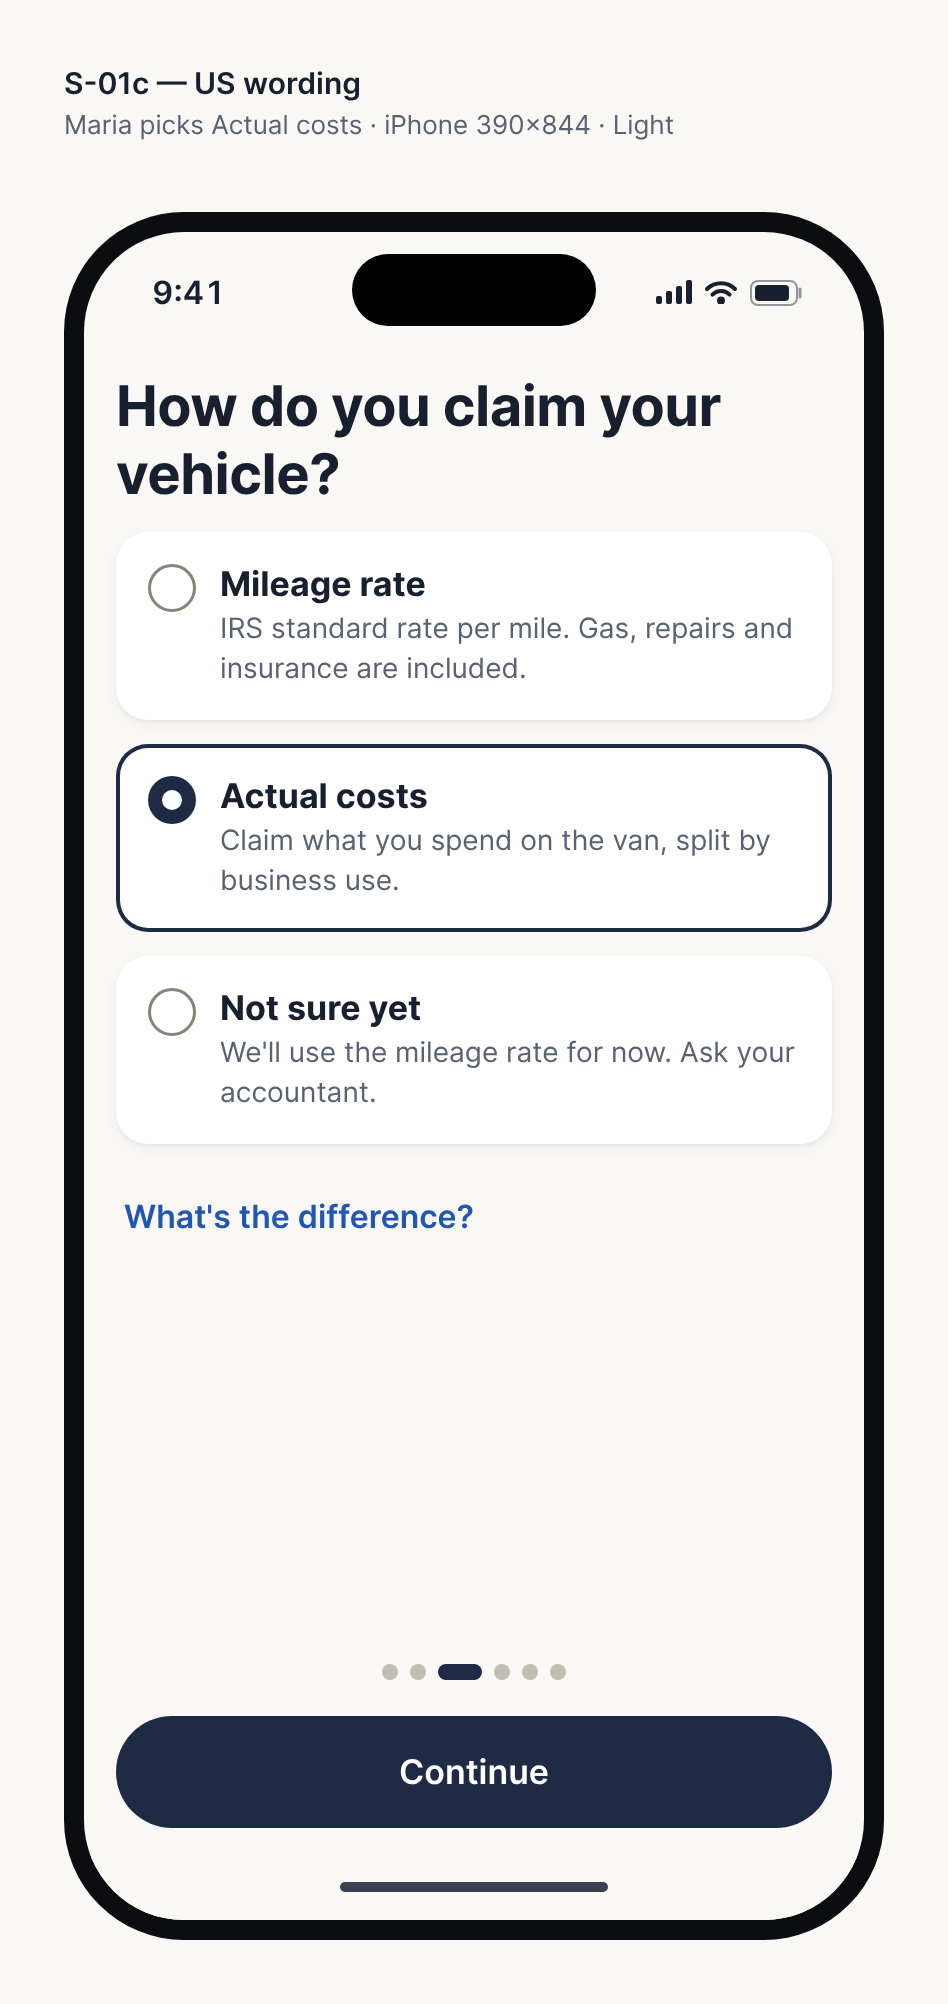 S-01c — US wording
Maria picks Actual costs · iPhone 390×844 · Light
9:41
How do you claim your
vehicle?
Mileage rate
IRS standard rate per mile. Gas, repairs and
insurance are included.
Actual costs
Claim what you spend on the van, split by
business use.
Not sure yet
We'll use the mileage rate for now. Ask your
accountant.
What's the difference?
Continue